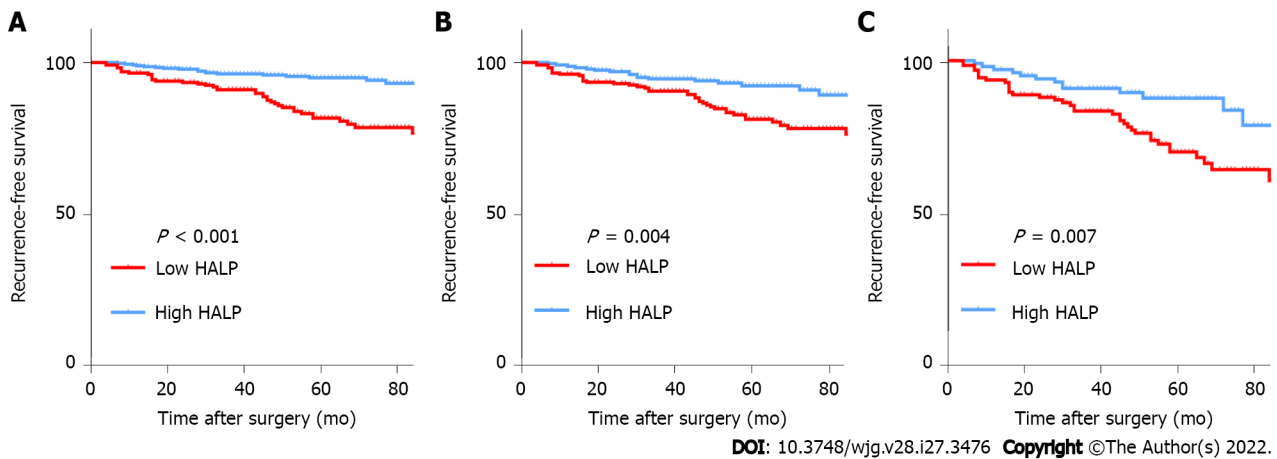 A
Recurrence-free survival
100
50
0
P < 0.001
Low HALP
High HALP
0 20 40 60 80
Time after surgery (mo)
B
Recurrence-free survival
100
50
0
P = 0.004
Low HALP
High HALP
0 20 40 60 80
Time after surgery (mo)
C
Recurrence-free survival
100
50
0
P = 0.007
Low HALP
High HALP
0 20 40 60 80
Time after surgery (mo)
DOI: 10.3748/wjg.v28.i27.3476 Copyright ©The Author(s) 2022.